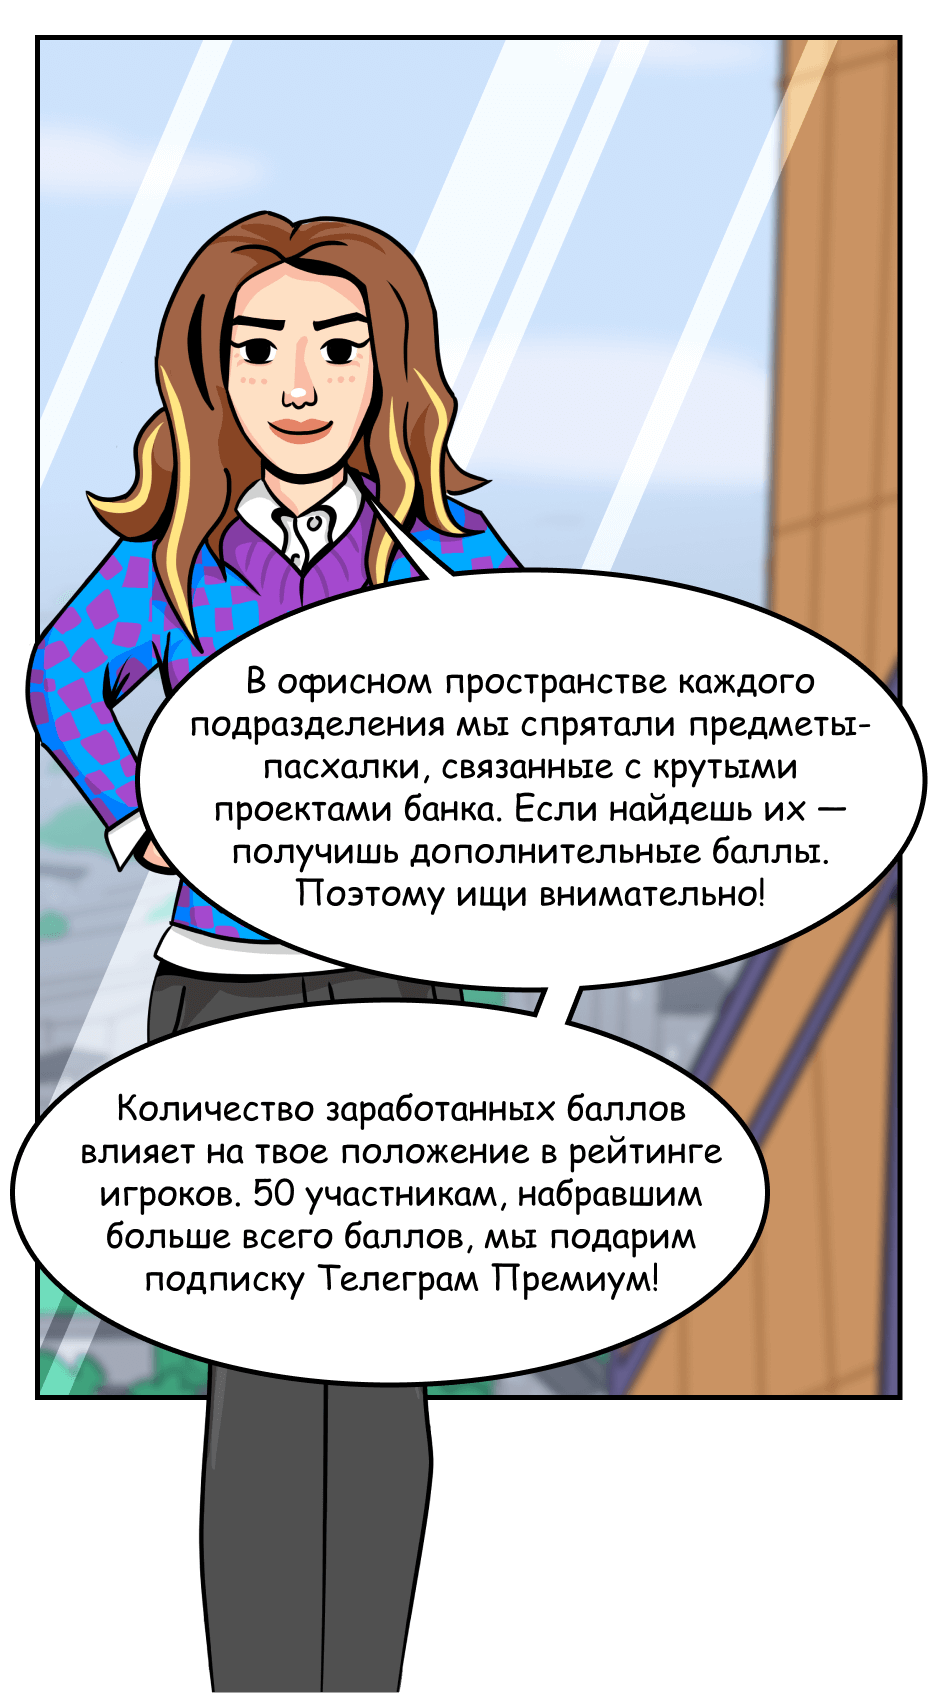 В офисном пространстве каждого
подразделения мы спрятали предметы-
пасхалки, связанные с крутыми
проектами банка. Если найдешь их —
получишь дополнительные баллы.
Поэтому ищи внимательно!
Количество заработанных баллов
влияет на твое положение в рейтинге
игроков. 50 участникам, набравшим
больше всего баллов, мы подарим
подписку Телеграм Премиум!